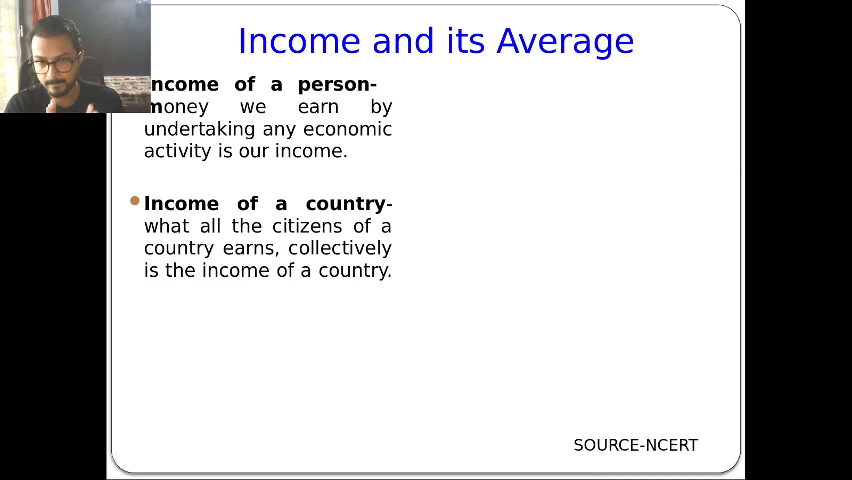 Income and its Average
ncome of a person-
money we earn by
undertaking any economic
activity is our income.
Income of a country-
what all the citizens of a
country earns, collectively
is the income of a country.
SOURCE-NCERT